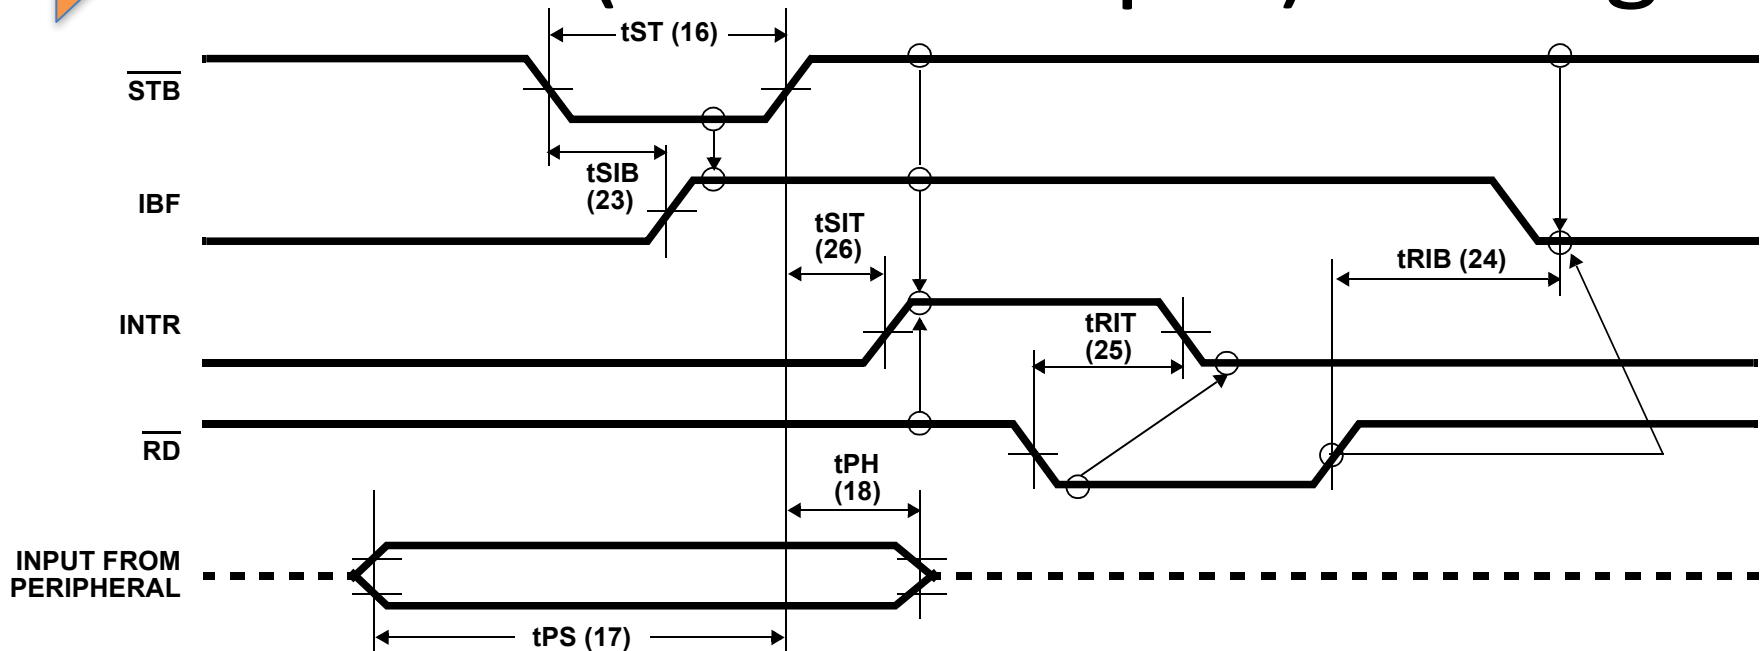 tST (16)
STB
tSIB
(23)
IBF
tSIT
(26)
tRIB (24)
INTR
tRIT
(25)
RD
tPH
(18)
INPUT FROM
PERIPHERAL
tPS (17)